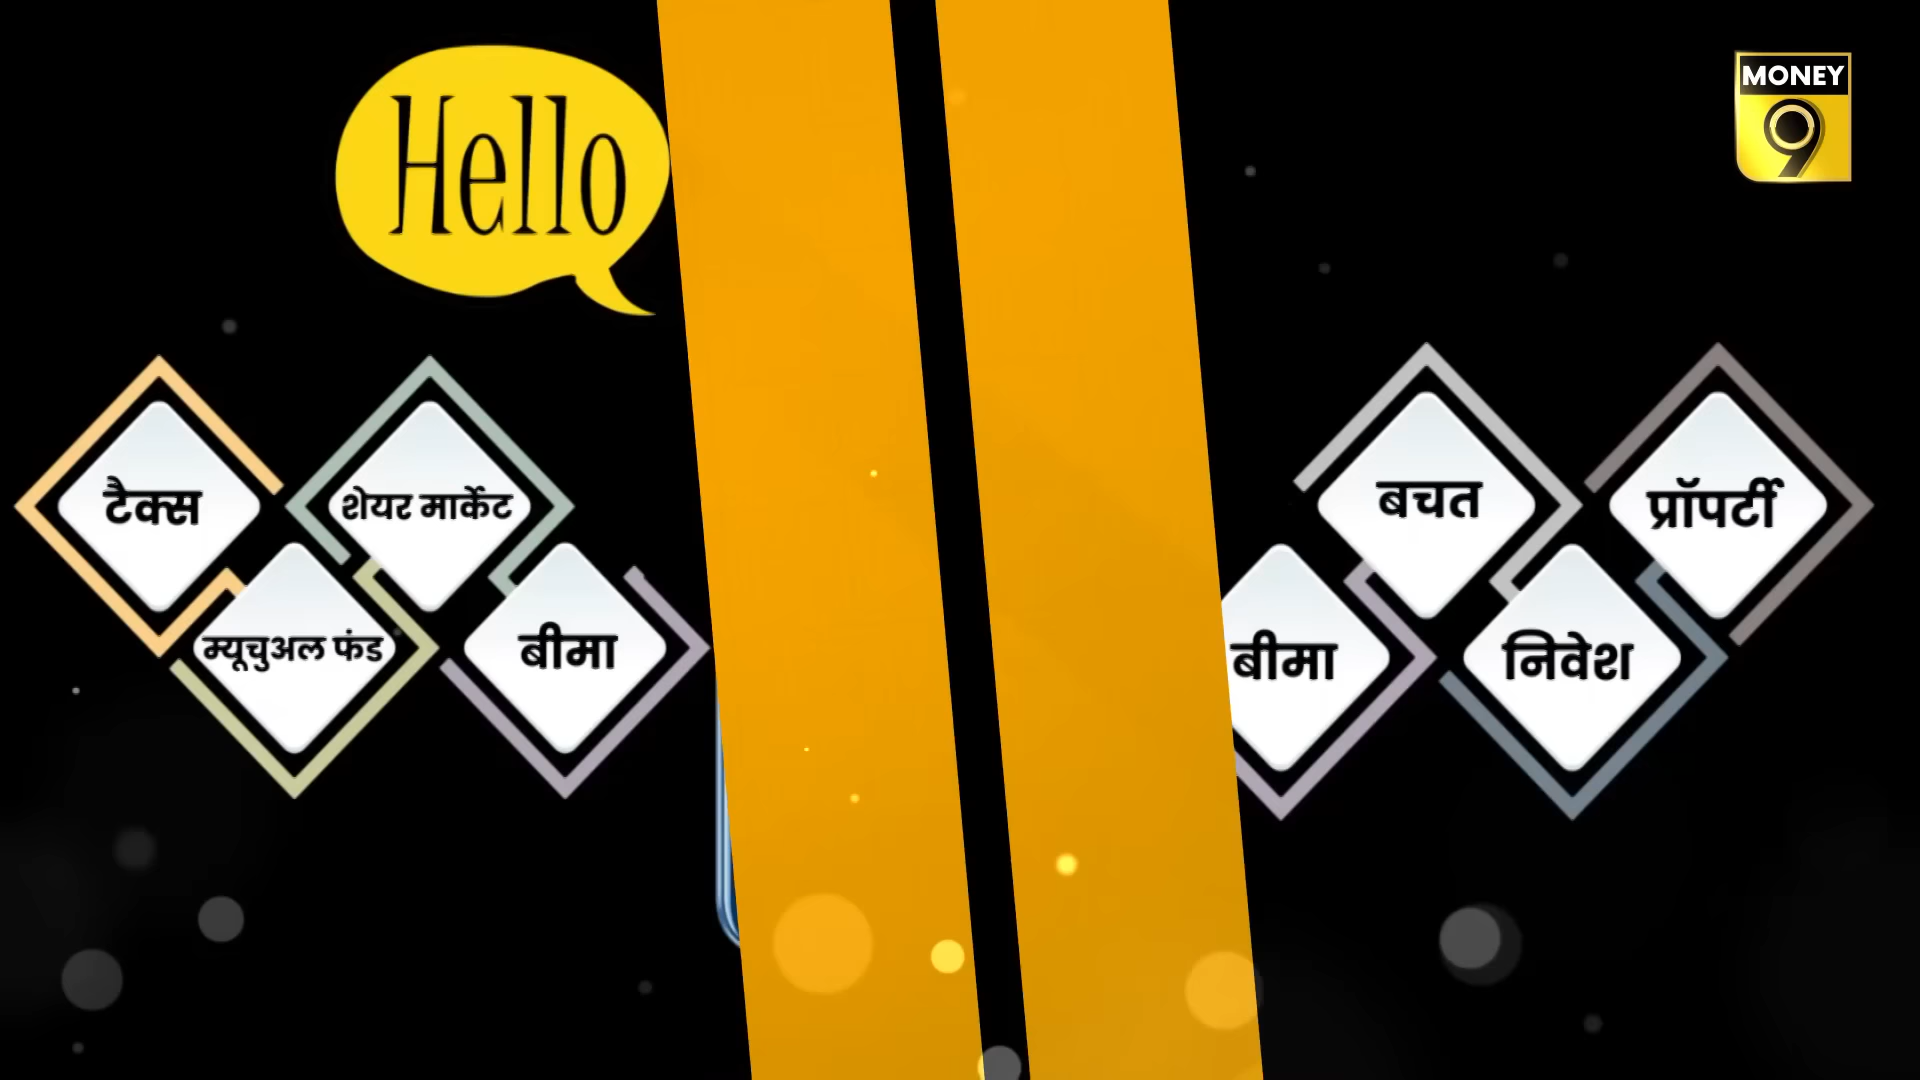 Hello
MONEY
9
टैक्स
शेयर मार्केट
म्यूचुअल फंड
बीमा
बचत
प्रॉपर्टी
बीमा
निवेश